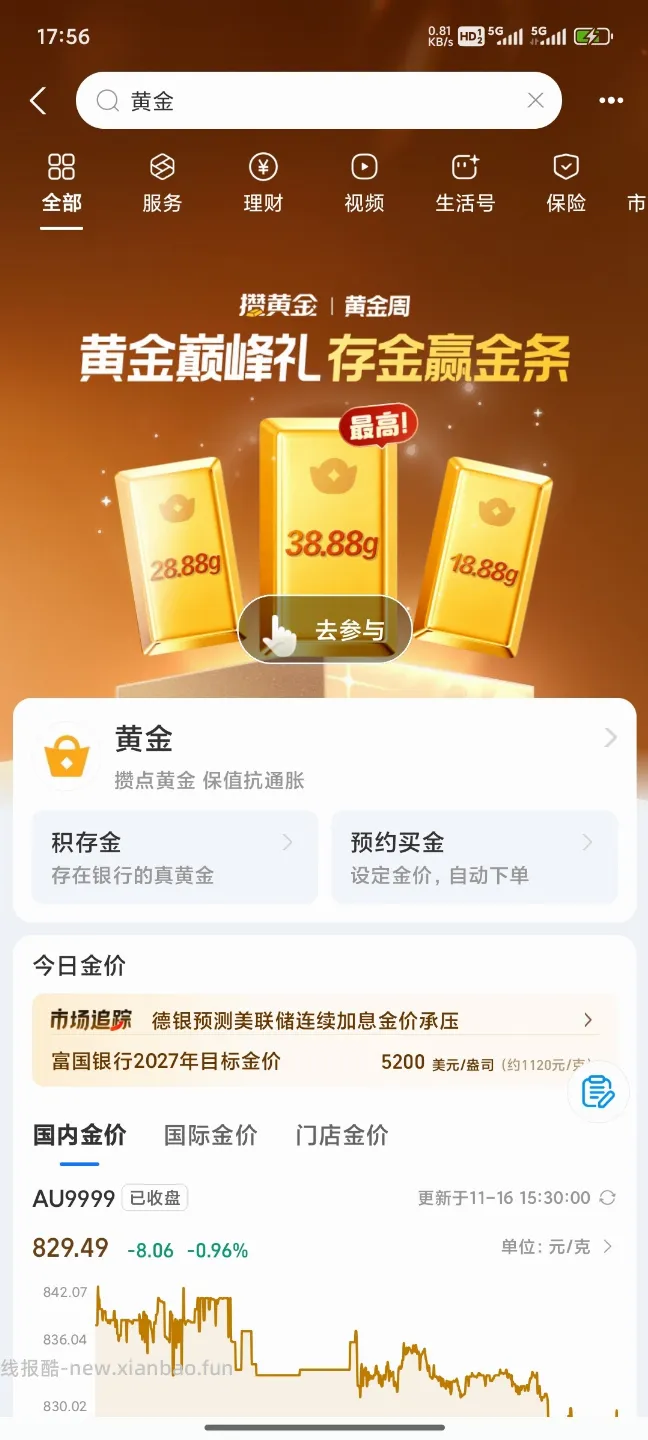 17:56
0.81 KB/s HD 5G 5G
黄金
全部 服务 理财 视频 生活号 保险 市
攒黄金 | 黄金周
黄金巅峰礼 存金赢金条
最高!
28.88g 38.88g 18.88g
去参与
黄金
攒点黄金 保值抗通胀
积存金
存在银行的真黄金
预约买金
设定金价，自动下单
今日金价
市场追踪 德银预测美联储连续加息金价承压
富国银行2027年目标金价 5200 美元/盎司 (约1120元/克)
国内金价 国际金价 门店金价
AU9999 已收盘 更新于11-16 15:30:00
829.49 -8.06 -0.96% 单位：元/克
842.07
836.04
线报酷-new.xianbao.fun
830.02